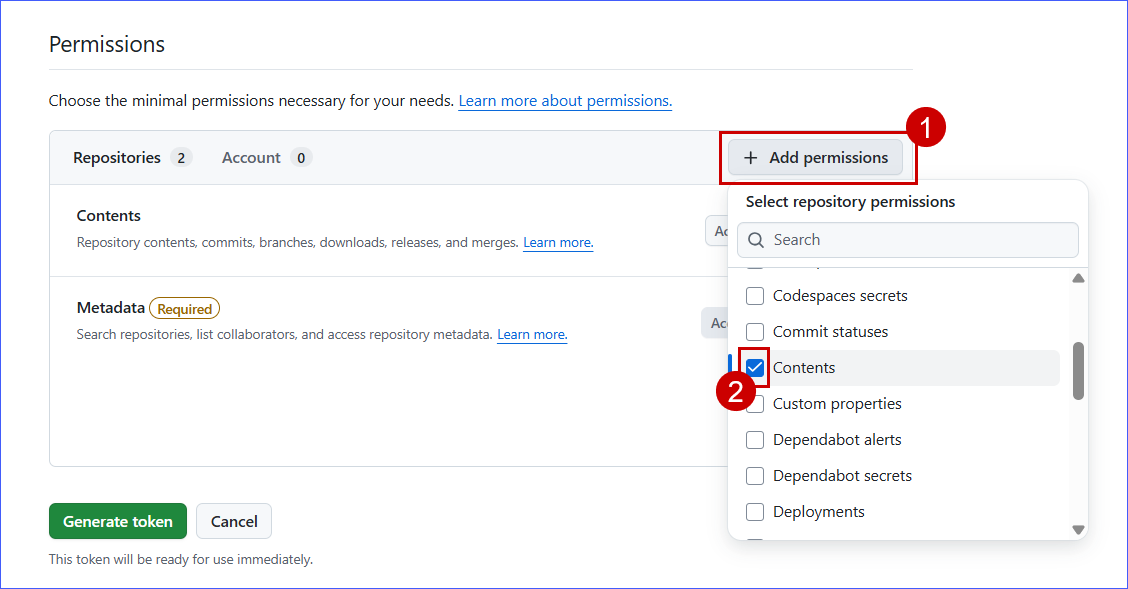 Permissions
Choose the minimal permissions necessary for your needs. Learn more about permissions.
Repositories 2 Account 0
+ Add permissions
1
Select repository permissions
Search
Contents
Repository contents, commits, branches, downloads, releases, and merges. Learn more.
Metadata Required
Search repositories, list collaborators, and access repository metadata. Learn more.
Codespaces secrets
Commit statuses
Contents
2
Custom properties
Dependabot alerts
Dependabot secrets
Deployments
Generate token Cancel
This token will be ready for use immediately.